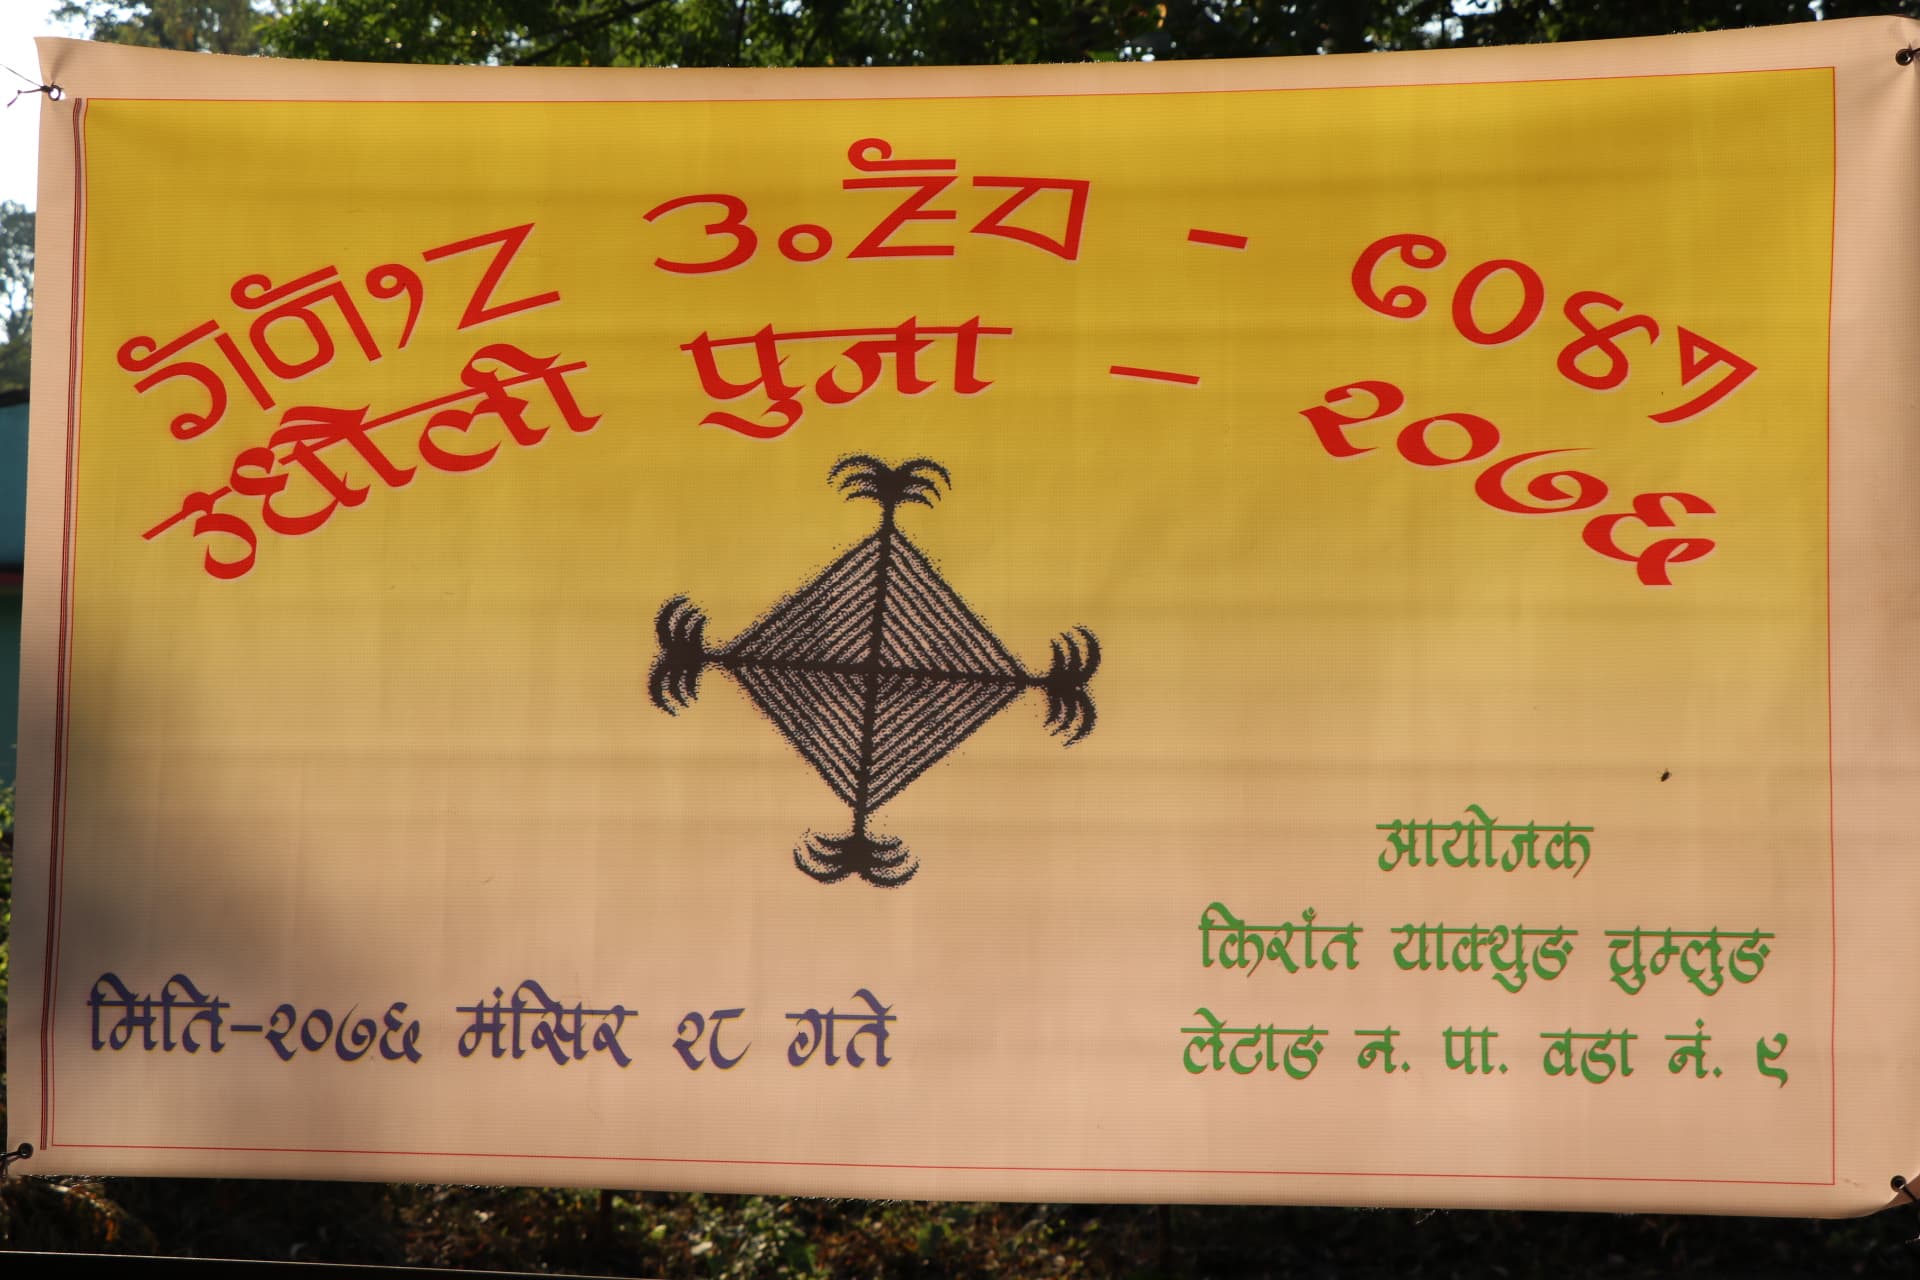 उधौली पुजा - २०७६
आयोजक
किराँत याक्थुङ चुम्लुङ
लेटाङ न. पा. वडा नं. ९
मिति-२०७६ मंसिर २८ गते